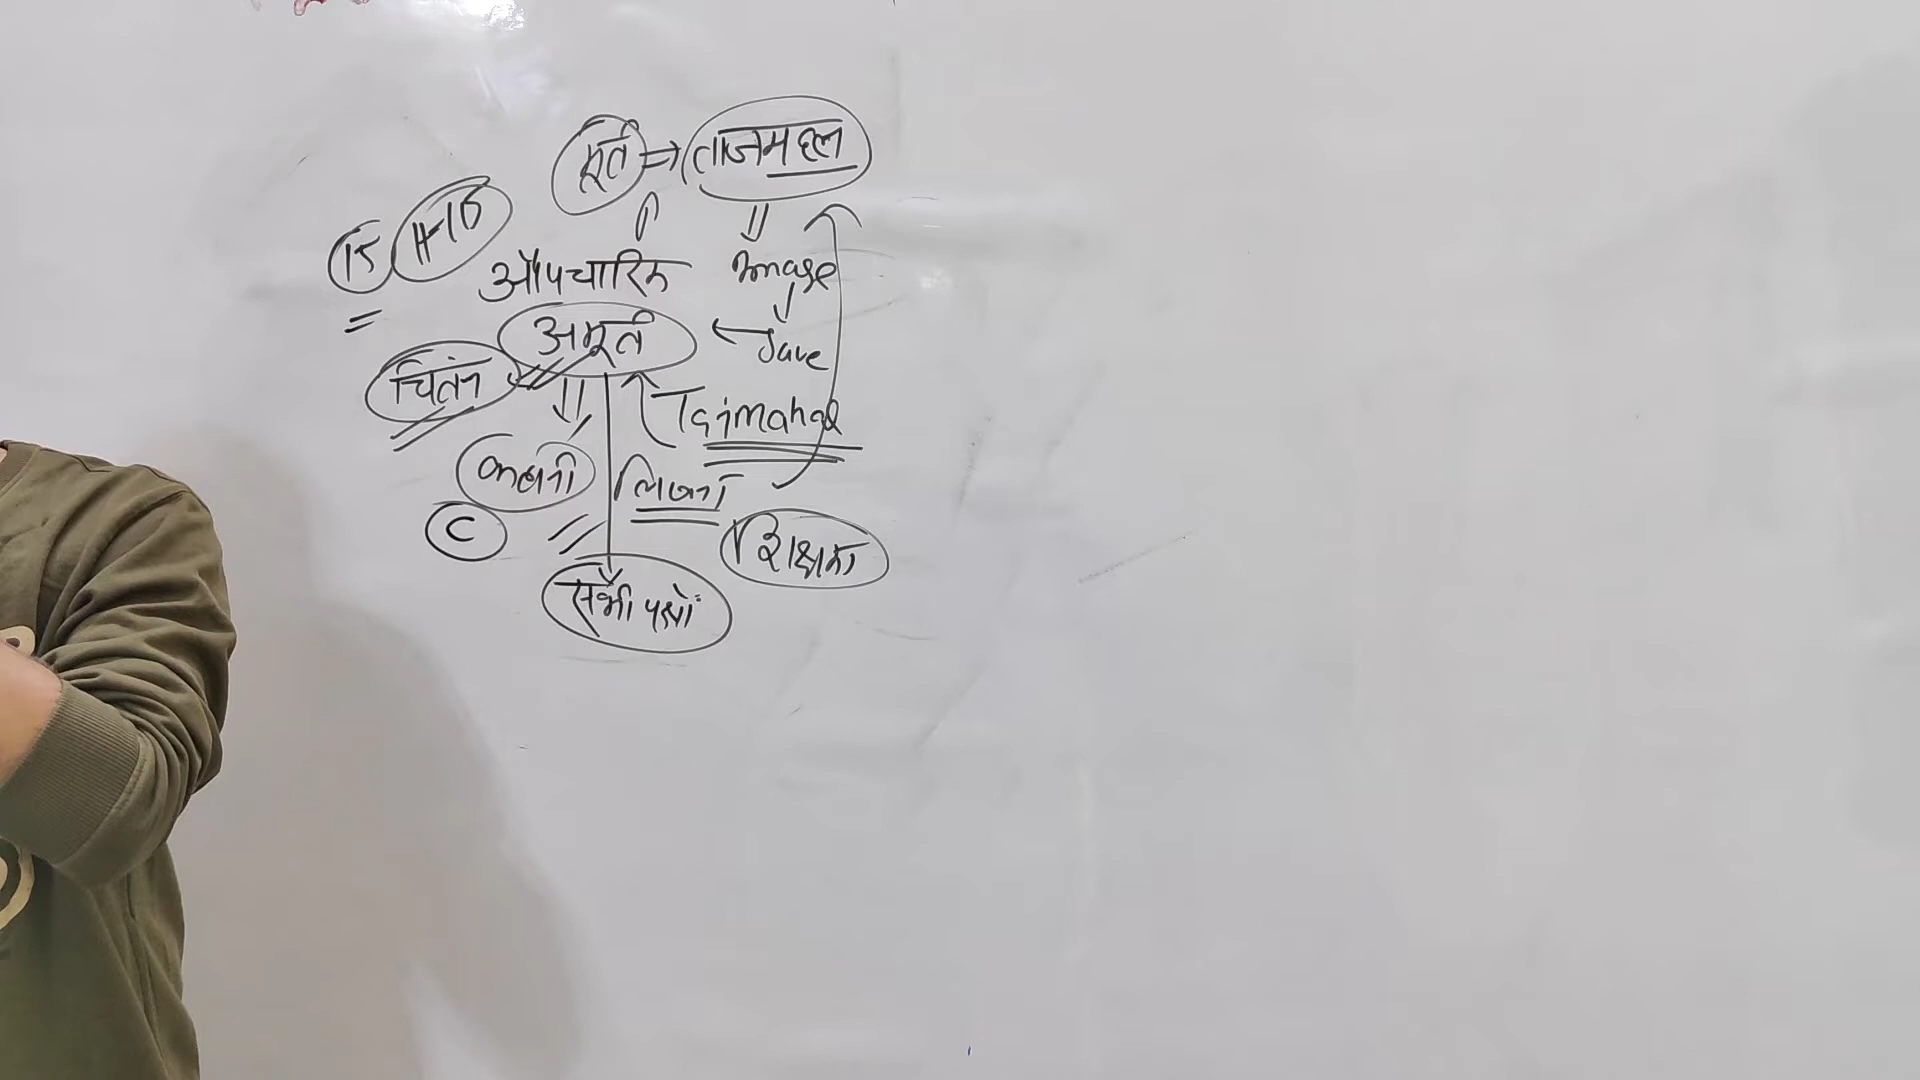 मूर्त ⇒ ताजमहल
15 11-15
औपचारिक Image
अमूर्त ← Save
चिंतन
Tajmahal
कहानी लिखना
C
शिक्षक
सभी पक्षों